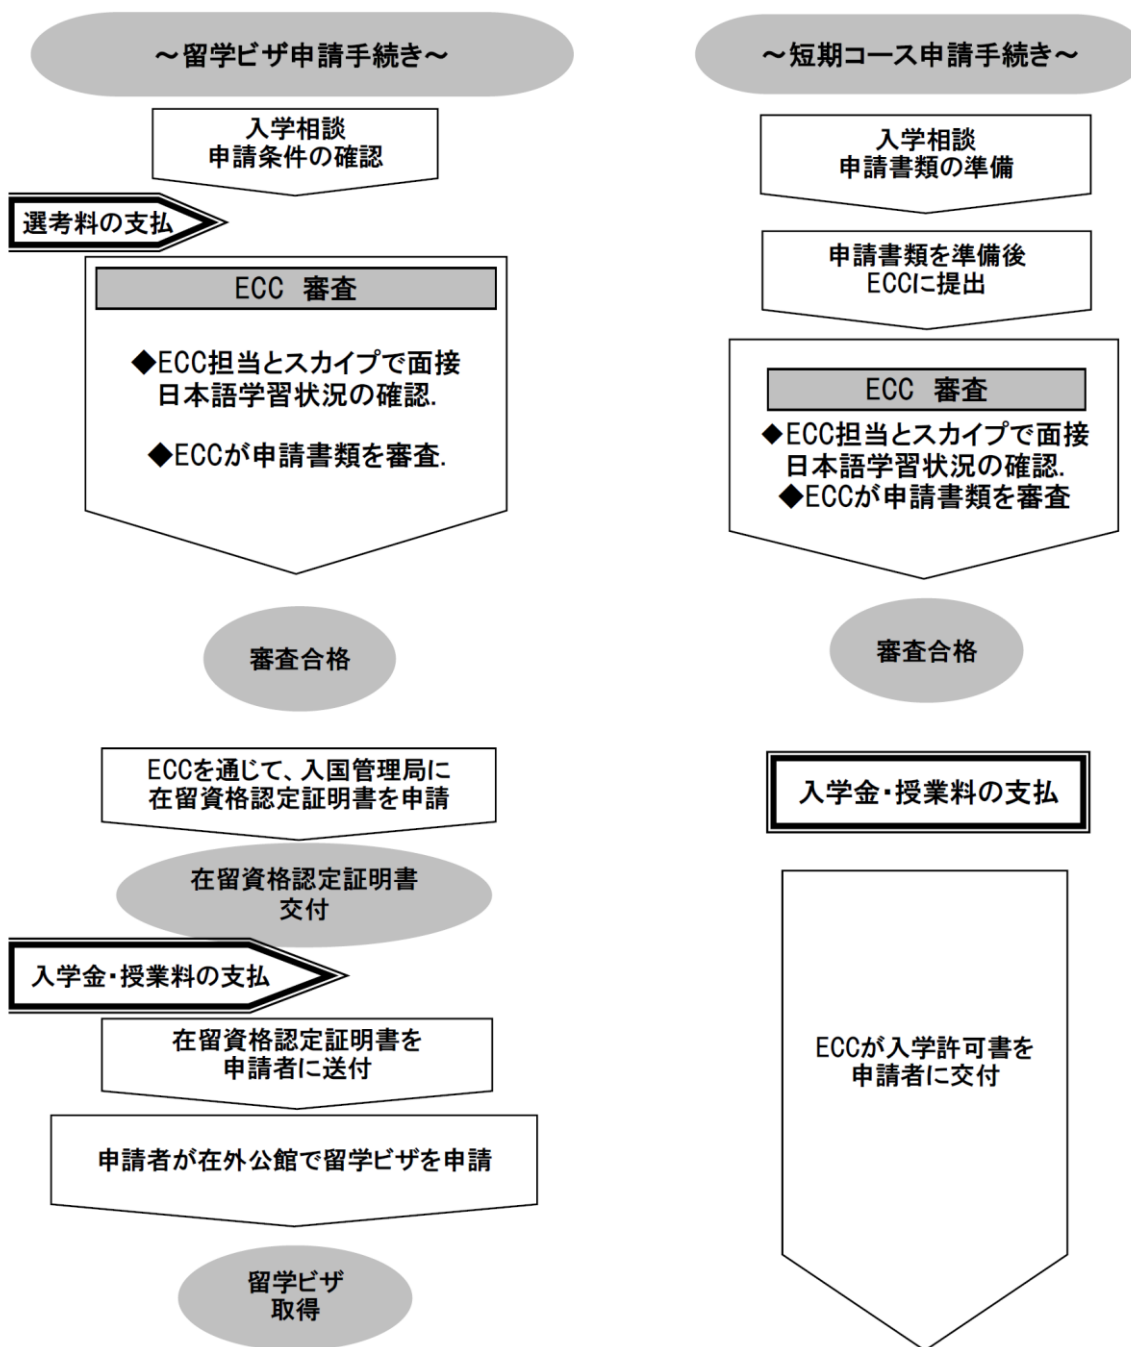 ～留学ビザ申請手続き～
入学相談
申請条件の確認
選考料の支払
ECC 審査
◆ECC担当とスカイプで面接
日本語学習状況の確認.
◆ECCが申請書類を審査.
審査合格
ECCを通じて、入国管理局に
在留資格認定証明書を申請
在留資格認定証明書
交付
入学金・授業料の支払
在留資格認定証明書を
申請者に送付
申請者が在外公館で留学ビザを申請
留学ビザ
取得
～短期コース申請手続き～
入学相談
申請書類の準備
申請書類を準備後
ECCに提出
ECC 審査
◆ECC担当とスカイプで面接
日本語学習状況の確認.
◆ECCが申請書類を審査
審査合格
入学金・授業料の支払
ECCが入学許可書を
申請者に交付